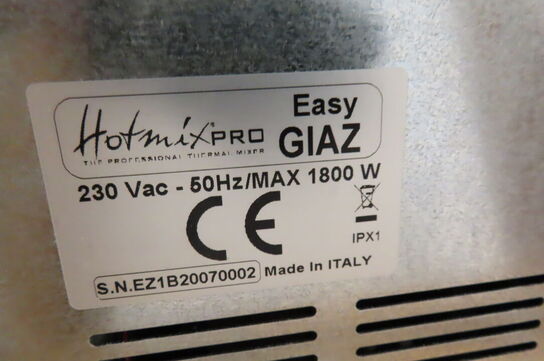 Hotmix® PRO
THE PROFESSIONAL THERMAL MIXER
Easy
GIAZ
230 Vac - 50Hz/MAX 1800 W
CE
IPX1
S.N.EZ1B20070002 Made In ITALY